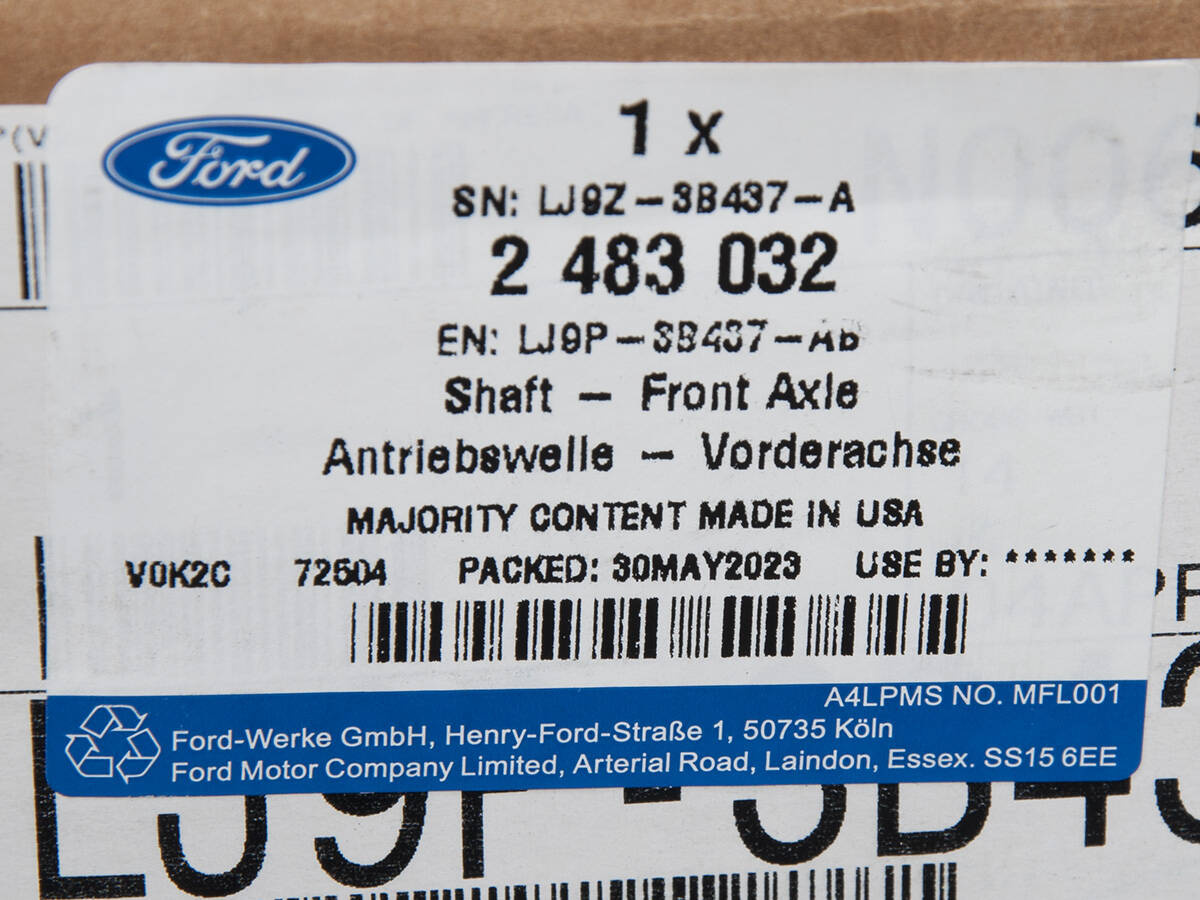 Ford
1 x
SN: LJ9Z-3B437-A
2 483 032
EN: LJ9P-3B437-AB
Shaft - Front Axle
Antriebswelle - Vorderachse
MAJORITY CONTENT MADE IN USA
V0K2C 72504 PACKED: 30MAY2023 USE BY: *******
A4LPMS NO. MFL001
Ford-Werke GmbH, Henry-Ford-Straße 1, 50735 Köln
Ford Motor Company Limited, Arterial Road, Laindon, Essex. SS15 6EE
LJ9P-3B43